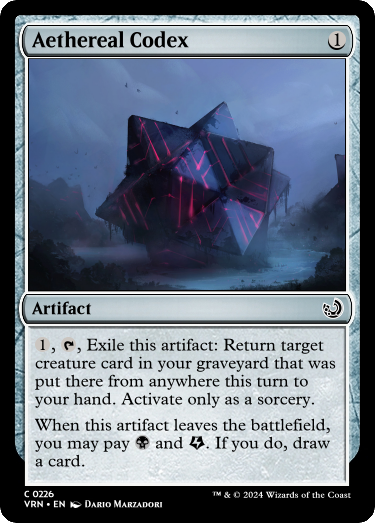 Aethereal Codex 1
Artifact
1, T, Exile this artifact: Return target
creature card in your graveyard that was
put there from anywhere this turn to
your hand. Activate only as a sorcery.
When this artifact leaves the battlefield,
you may pay and . If you do, draw
a card.
C 0226
VRN • EN Dario Marzadori
™ & © 2024 Wizards of the Coast